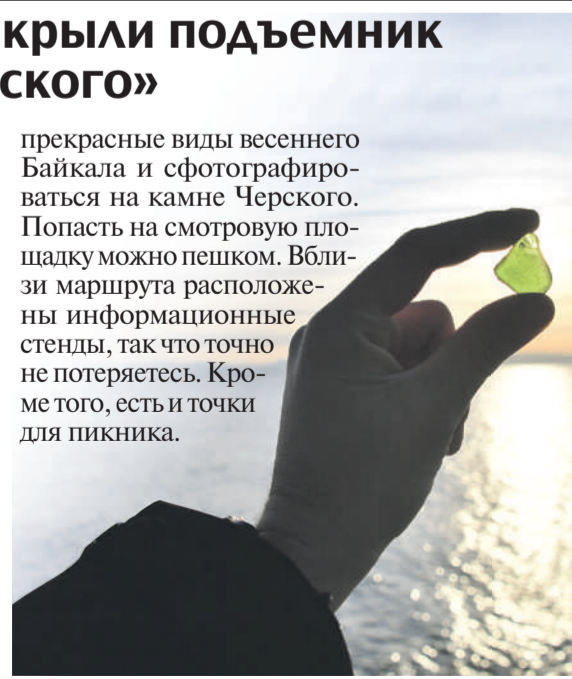 крыли подъемник
ского»
прекрасные виды весеннего
Байкала и сфотографиро-
ваться на камне Черского.
Попасть на смотровую пло-
щадку можно пешком. Вбли-
зи маршрута расположе-
ны информационные
стенды, так что точно
не потеряетесь. Кро-
ме того, есть и точки
для пикника.